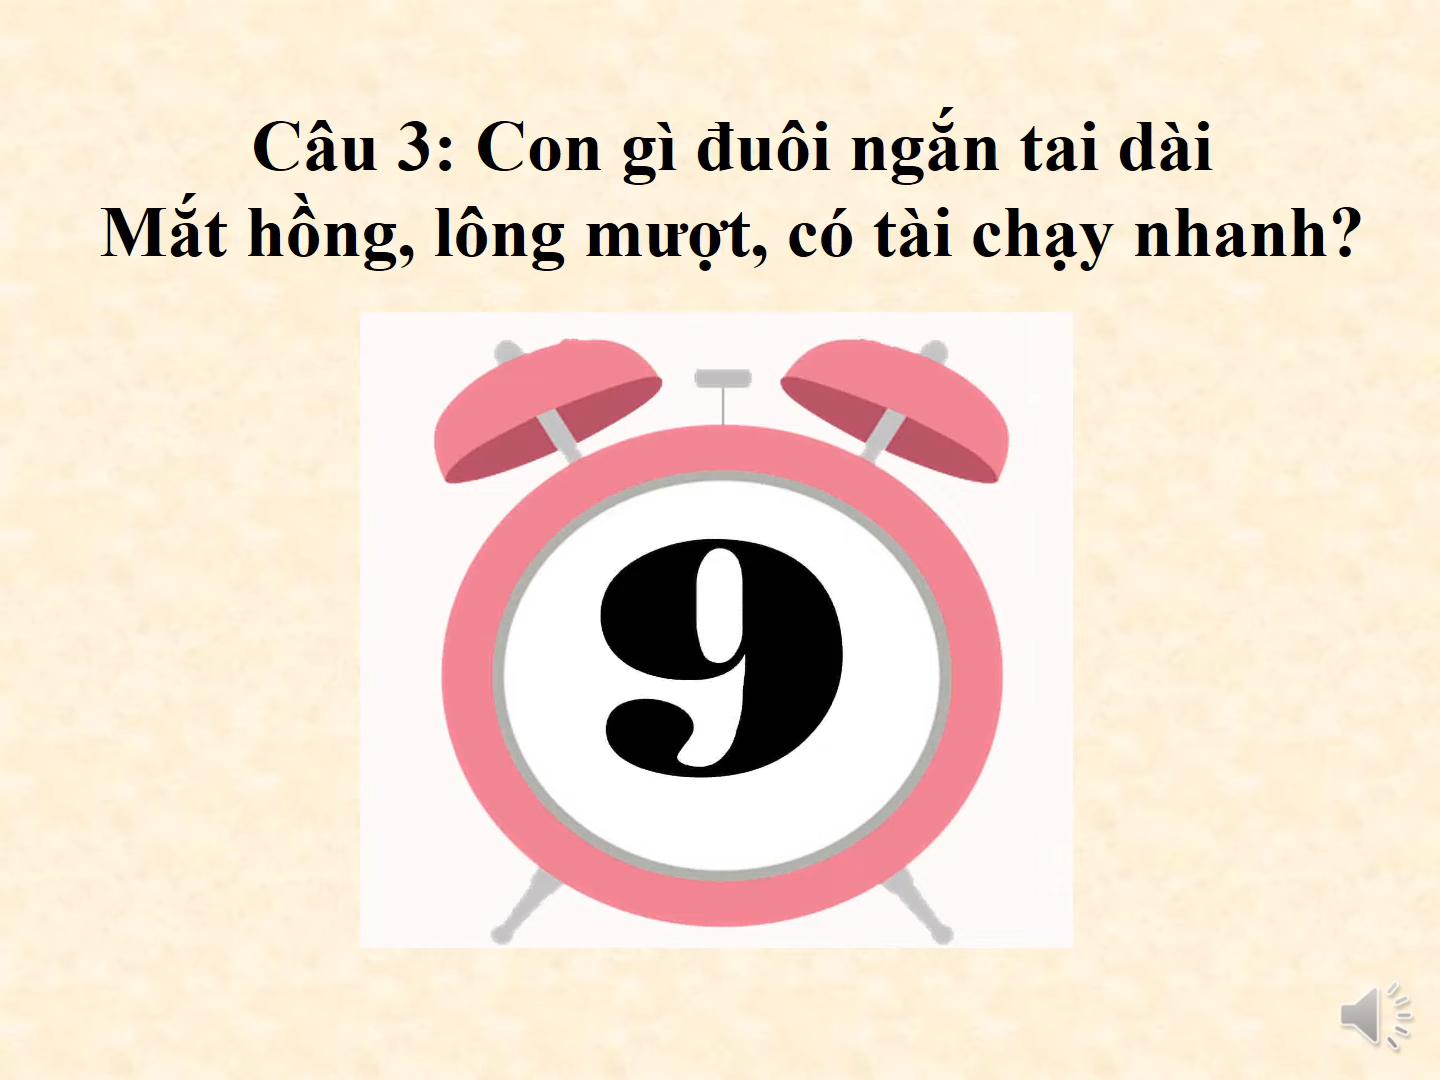 Câu 3: Con gì đuôi ngắn tai dài
Mắt hồng, lông mượt, có tài chạy nhanh?
9